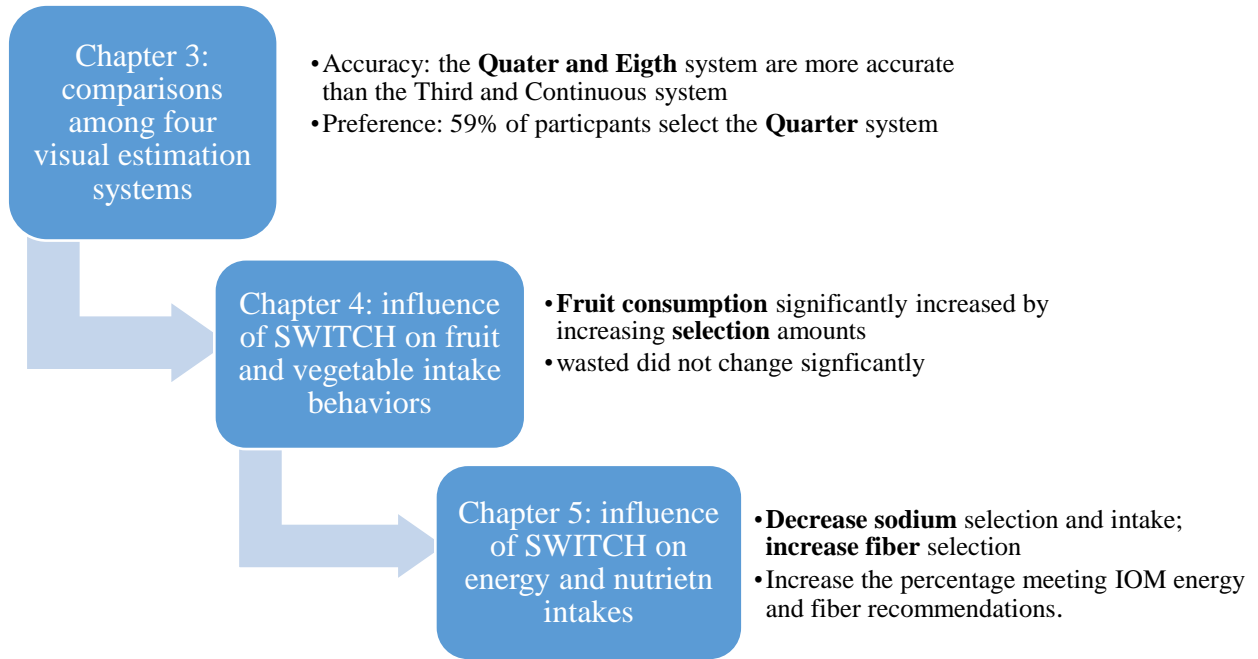 Chapter 3:
comparisons
among four
visual estimation
systems
•Accuracy: the Quater and Eigth system are more accurate
than the Third and Continuous system
•Preference: 59% of particpants select the Quarter system
Chapter 4: influence
of SWITCH on fruit
and vegetable intake
behaviors
•Fruit consumption significantly increased by
increasing selection amounts
•wasted did not change signficantly
Chapter 5: influence
of SWITCH on
energy and nutrietn
intakes
•Decrease sodium selection and intake;
increase fiber selection
•Increase the percentage meeting IOM energy
and fiber recommendations.